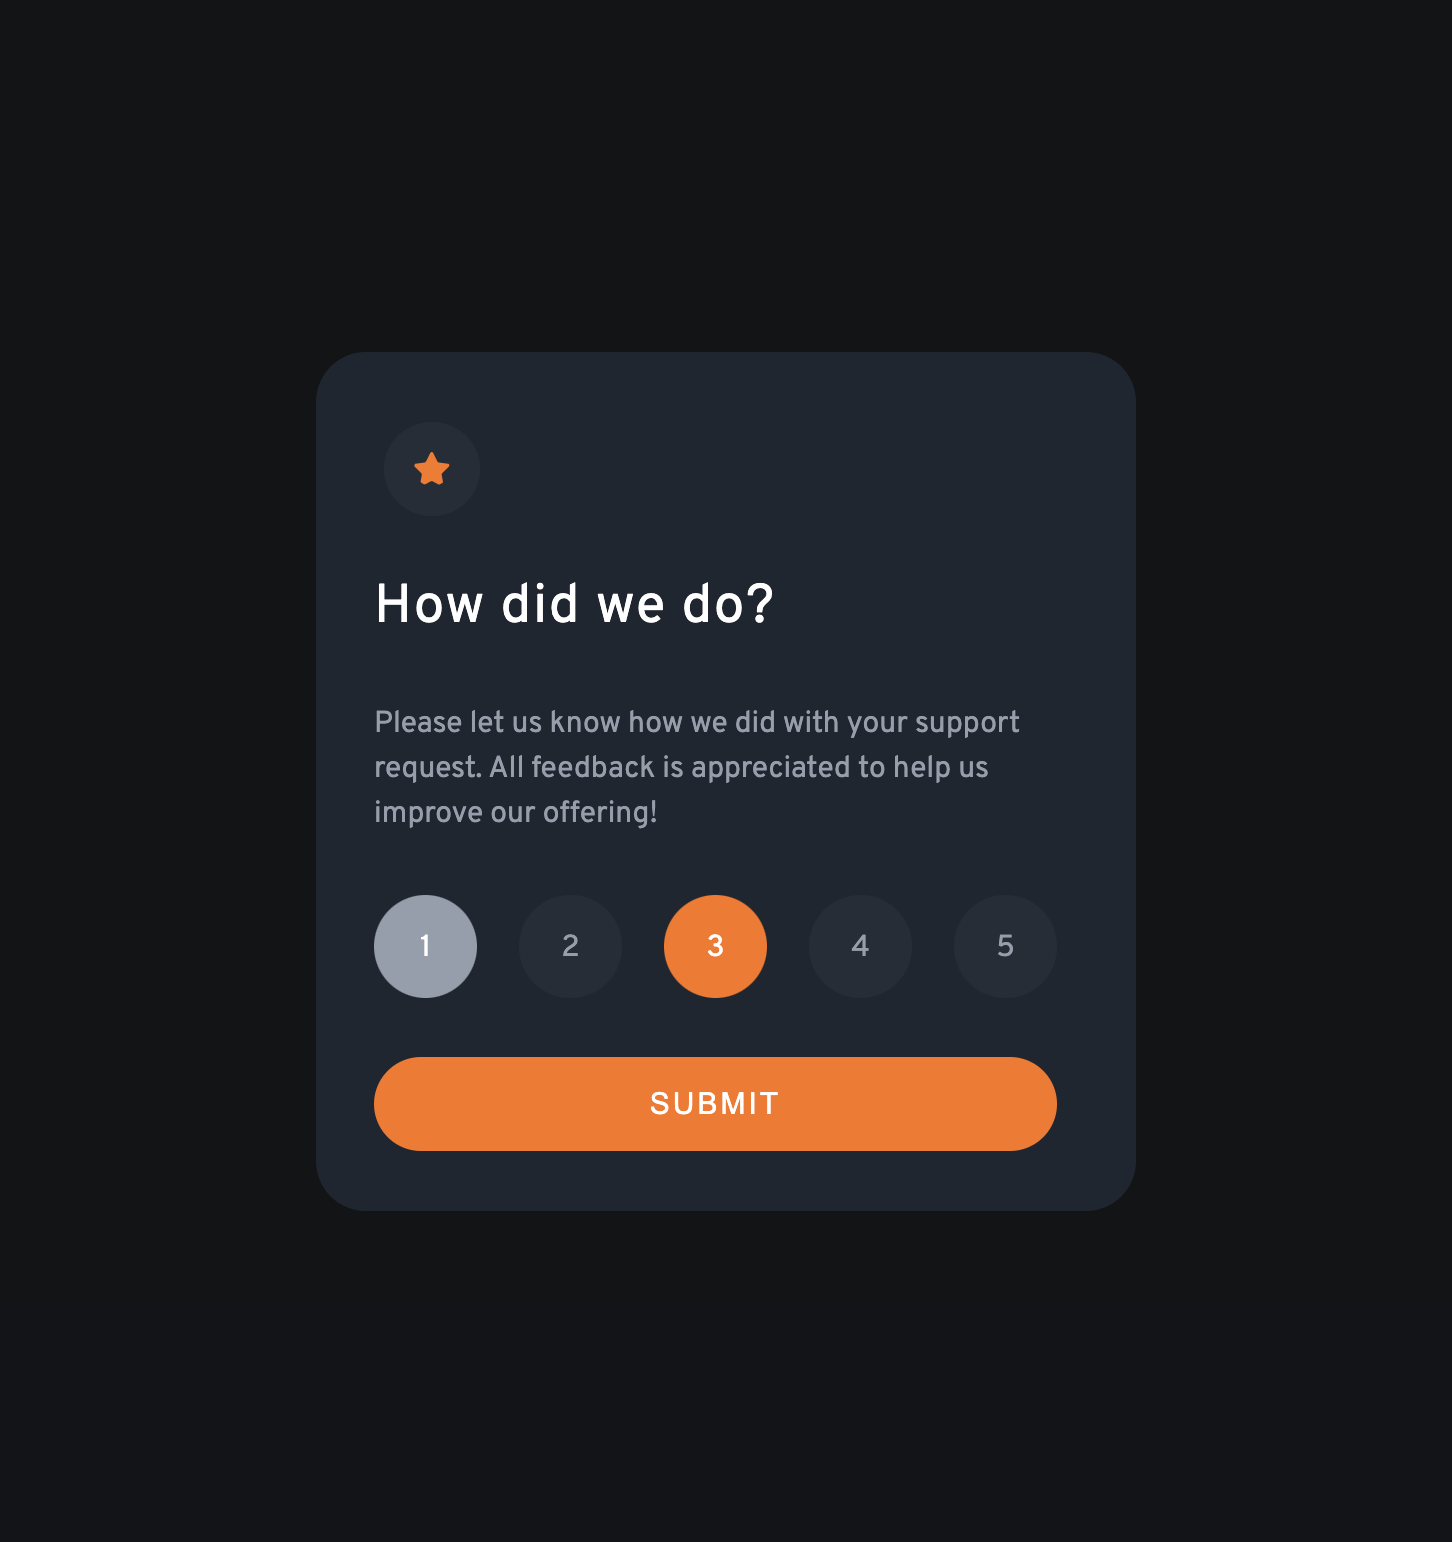 How did we do?
Please let us know how we did with your support
request. All feedback is appreciated to help us
improve our offering!
1 2 3 4 5
SUBMIT